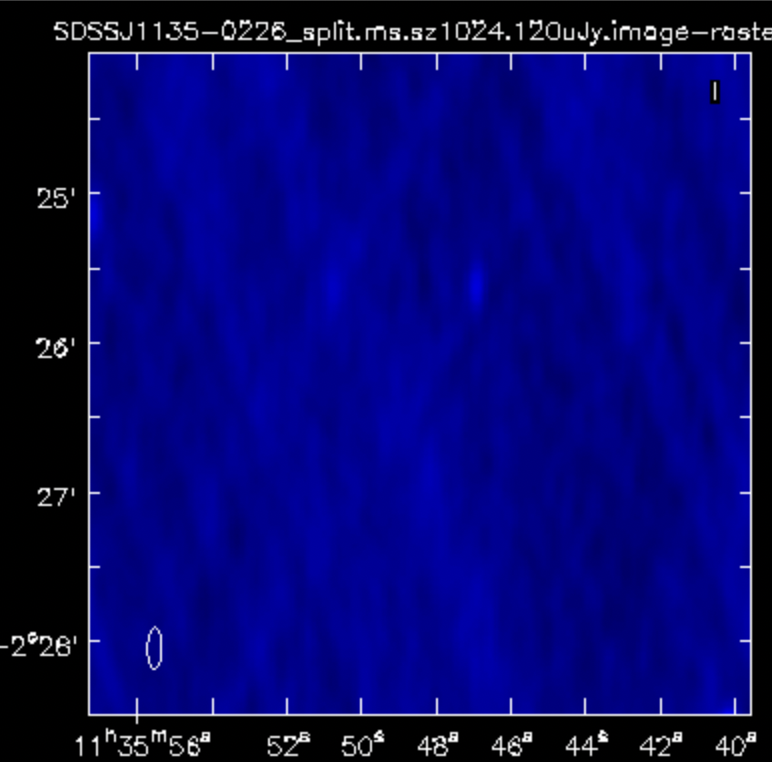 SDSSJ1135-0226_split.ms.sz1024.120uJy.image-raste
I
25'
26'
27'
-2°28'
11ʰ35ᵐ56ˢ 52ˢ 50ˢ 48ˢ 46ˢ 44ˢ 42ˢ 40ˢ